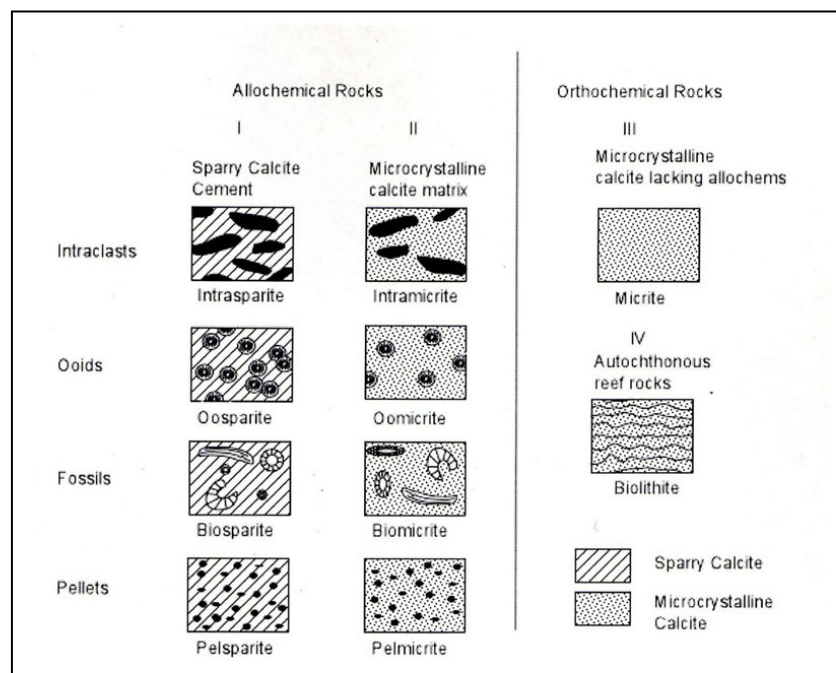 Allochemical Rocks
Orthochemical Rocks
I
II
III
Sparry Calcite
Cement
Microcrystalline
calcite matrix
Microcrystalline
calcite lacking allochems
Intraclasts
Intrasparite
Intramicrite
Micrite
IV
Autochthonous
reef rocks
Ooids
Oosparite
Oomicrite
Biolithite
Fossils
Biosparite
Biomicrite
Sparry Calcite
Microcrystalline
Calcite
Pellets
Pelsparite
Pelmicrite